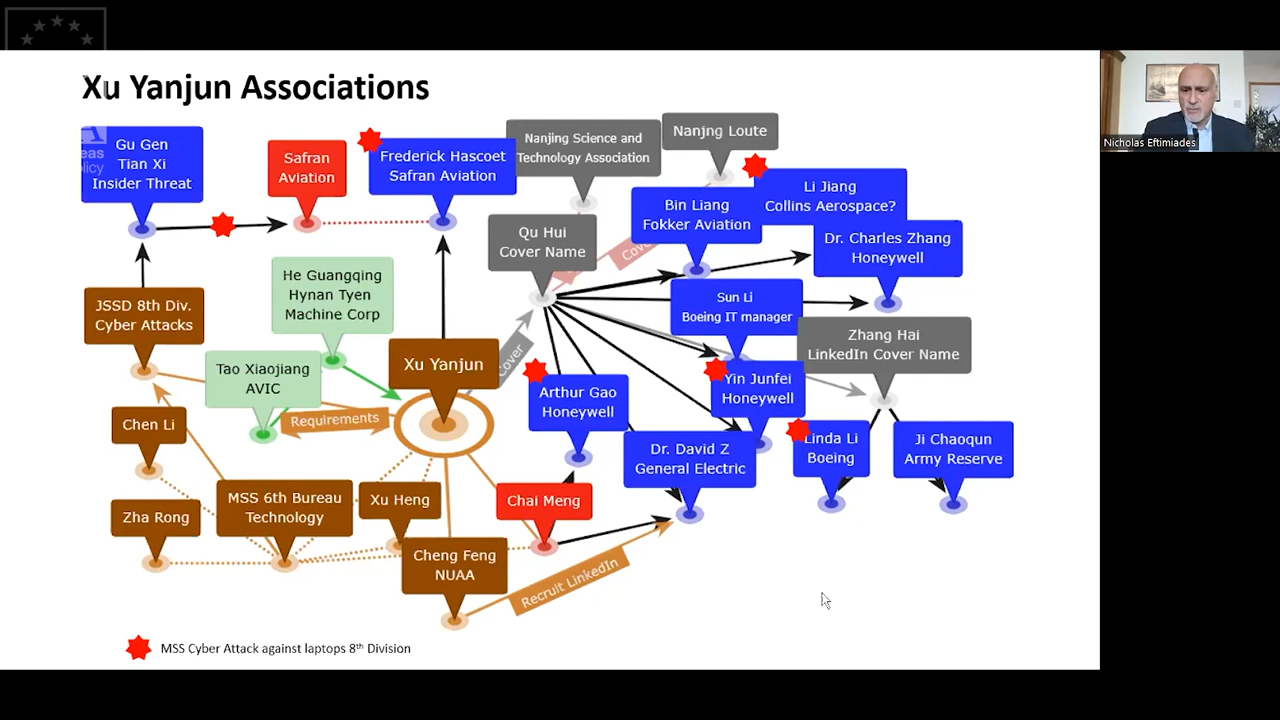 Xu Yanjun Associations
Gu Gen
Tian Xi
Insider Threat
Safran
Aviation
Frederick Hascoet
Safran Aviation
Nanjing Science and
Technology Association
Nanjng Loute
Li Jiang
Collins Aerospace?
Bin Liang
Fokker Aviation
Qu Hui
Cover Name
Dr. Charles Zhang
Honeywell
JSSD 8th Div.
Cyber Attacks
He Guangqing
Hynan Tyen
Machine Corp
Sun Li
Boeing IT manager
Zhang Hai
LinkedIn Cover Name
Tao Xiaojiang
AVIC
Xu Yanjun
Cover
Requirements
Arthur Gao
Honeywell
Yin Junfei
Honeywell
Chen Li
Dr. David Z
General Electric
Linda Li
Boeing
Ji Chaoqun
Army Reserve
Zha Rong
MSS 6th Bureau
Technology
Xu Heng
Chai Meng
Cheng Feng
NUAA
Recruit LinkedIn
MSS Cyber Attack against laptops 8th Division
Nicholas Eftimiades